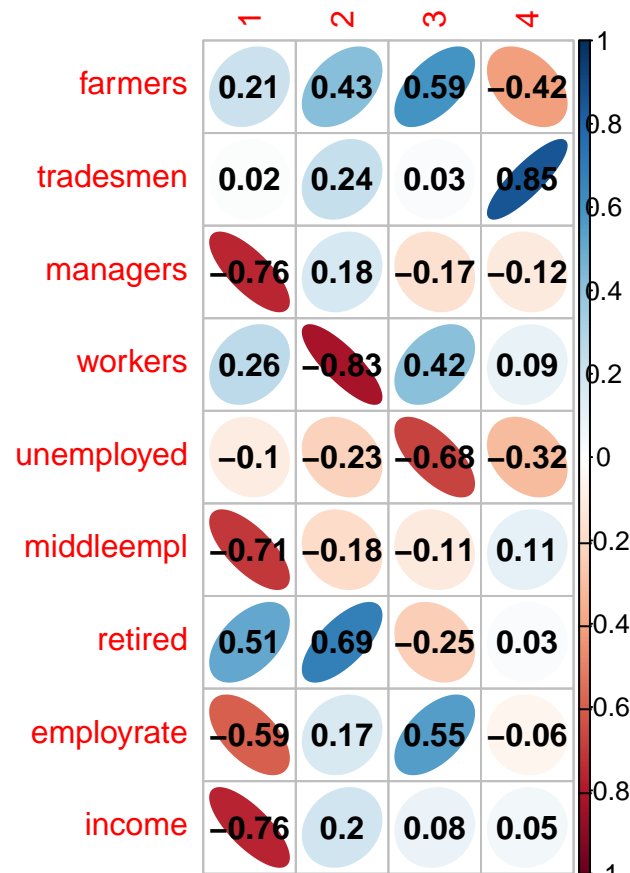 1 2 3 4
farmers 0.21 0.43 0.59 −0.42
tradesmen 0.02 0.24 0.03 0.85
managers −0.76 0.18 −0.17 −0.12
workers 0.26 −0.83 0.42 0.09
unemployed −0.1 −0.23 −0.68 −0.32
middleempl −0.71 −0.18 −0.11 0.11
retired 0.51 0.69 −0.25 0.03
employrate −0.59 0.17 0.55 −0.06
income −0.76 0.2 0.08 0.05
1
0.8
0.6
0.4
0.2
0
−0.2
−0.4
−0.6
−0.8
−1